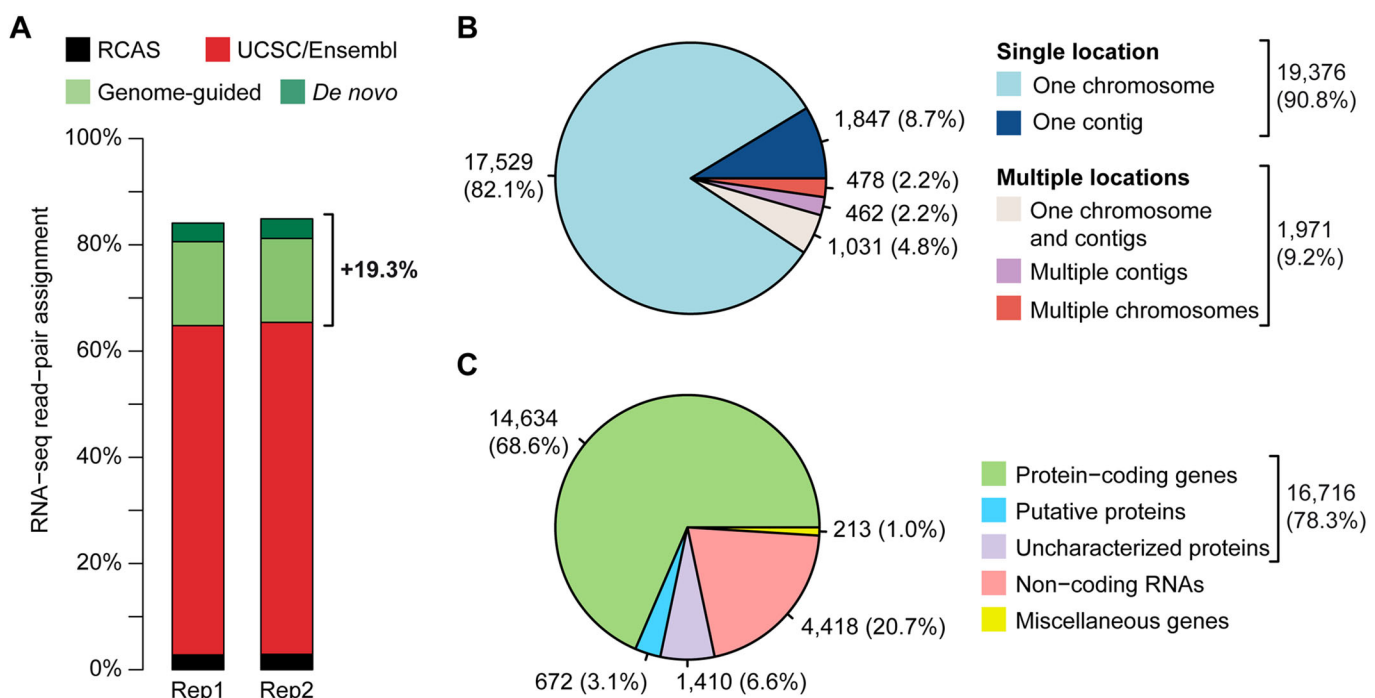 A
RCAS
UCSC/Ensembl
Genome-guided
De novo
100%
80%
60%
40%
20%
0%
RNA-seq read-pair assignment
+19.3%
Rep1
Rep2
B
17,529
(82.1%)
1,847 (8.7%)
478 (2.2%)
462 (2.2%)
1,031 (4.8%)
Single location
One chromosome
One contig
19,376
(90.8%)
Multiple locations
One chromosome
and contigs
Multiple contigs
Multiple chromosomes
1,971
(9.2%)
C
14,634
(68.6%)
213 (1.0%)
4,418 (20.7%)
1,410 (6.6%)
672 (3.1%)
Protein-coding genes
Putative proteins
Uncharacterized proteins
Non-coding RNAs
Miscellaneous genes
16,716
(78.3%)